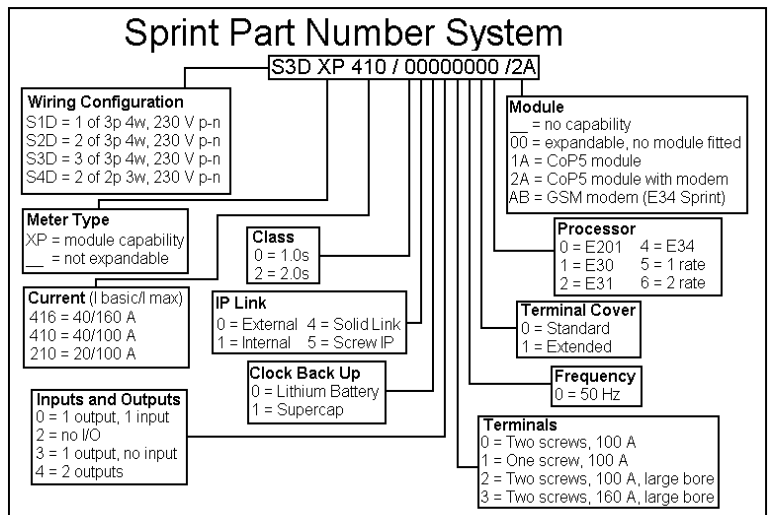 Sprint Part Number System
S3D XP 410 / 00000000 /2A
Wiring Configuration
S1D = 1 of 3p 4w, 230 V p-n
S2D = 2 of 3p 4w, 230 V p-n
S3D = 3 of 3p 4w, 230 V p-n
S4D = 2 of 2p 3w, 230 V p-n
Meter Type
XP = module capability
__ = not expandable
Current (I basic/I max)
416 = 40/160 A
410 = 40/100 A
210 = 20/100 A
Inputs and Outputs
0 = 1 output, 1 input
2 = no I/O
3 = 1 output, no input
4 = 2 outputs
Class
0 = 1.0s
2 = 2.0s
IP Link
0 = External 4 = Solid Link
1 = Internal 5 = Screw IP
Clock Back Up
0 = Lithium Battery
1 = Supercap
Module
__ = no capability
00 = expandable, no module fitted
1A = CoP5 module
2A = CoP5 module with modem
AB = GSM modem (E34 Sprint)
Processor
0 = E201 4 = E34
1 = E30 5 = 1 rate
2 = E31 6 = 2 rate
Terminal Cover
0 = Standard
1 = Extended
Frequency
0 = 50 Hz
Terminals
0 = Two screws, 100 A
1 = One screw, 100 A
2 = Two screws, 100 A, large bore
3 = Two screws, 160 A, large bore